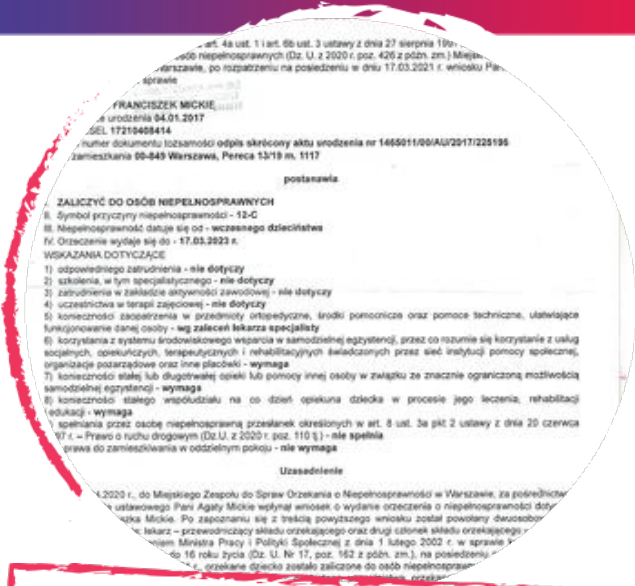 art. 4a ust. 1 i art. 6b ust. 3 ustawy z dnia 27 sierpnia 199
osób niepełnosprawnych (Dz. U. z 2020 r. poz. 426 z późn. zm.) Miejsk
Warszawie, po rozpatrzeniu na posiedzeniu w dniu 17.03.2021 r. wniosku Pa
sprawie
FRANCISZEK MICKIE
urodzenia 04.01.2017
SEL 17210408414
numer dokumentu tożsamości odpis skrócony aktu urodzenia nr 1465011/00/AU/2017/225195
zamieszkania 00-849 Warszawa, Pereca 13/19 m. 1117
postanawia
ZALICZYĆ DO OSÓB NIEPEŁNOSPRAWNYCH
II. Symbol przyczyny niepełnosprawności - 12-C
III. Niepełnosprawność datuje się od - wczesnego dzieciństwa
IV. Orzeczenie wydaje się do - 17.03.2023 r.
WSKAZANIA DOTYCZĄCE
1) odpowiedniego zatrudnienia - nie dotyczy
2) szkolenia, w tym specjalistycznego - nie dotyczy
3) zatrudnienia w zakładzie aktywności zawodowej - nie dotyczy
4) uczestnictwa w terapii zajęciowej - nie dotyczy
5) konieczności zaopatrzenia w przedmioty ortopedyczne, środki pomocnicze oraz pomoce techniczne, ułatwiające
funkcjonowanie danej osoby - wg zaleceń lekarza specjalisty
6) korzystania z systemu środowiskowego wsparcia w samodzielnej egzystencji, przez co rozumie się korzystanie z usług
socjalnych, opiekuńczych, terapeutycznych i rehabilitacyjnych świadczonych przez sieć instytucji pomocy społecznej,
organizacje pozarządowe oraz inne placówki - wymaga
7) konieczności stałej lub długotrwałej opieki lub pomocy innej osoby w związku ze znacznie ograniczoną możliwością
samodzielnej egzystencji - wymaga
8) konieczności stałego współudziału na co dzień opiekuna dziecka w procesie jego leczenia, rehabilitacji
edukacji - wymaga
spełniania przez osobę niepełnosprawną przesłanek określonych w art. 8 ust. 3a pkt 2 ustawy z dnia 20 czerwca
97 r. – Prawo o ruchu drogowym (Dz.U. z 2020 r. poz. 110 tj.) - nie spełnia
prawa do zamieszkiwania w oddzielnym pokoju - nie wymaga
Uzasadnienie
.2020 r., do Miejskiego Zespołu do Spraw Orzekania o Niepełnosprawności w Warszawie, za pośrednictw
ustawowego Pani Agaty Mickie wpłynął wniosek o wydanie orzeczenia o niepełnosprawności doty
szka Mickie. Po zapoznaniu się z treścią powyższego wniosku został powołany dwuosobo
lekarz – przewodniczący składu orzekającego oraz drugi członek składu orzekającego
niem Ministra Pracy i Polityki Społecznej z dnia 1 lutego 2002 r. w sprawie
do 16 roku życia (Dz. U. Nr 17, poz. 162 z późn. zm.), na posiedzeniu
orzekane dziecko zostało zaliczone do osób niepełnospraw